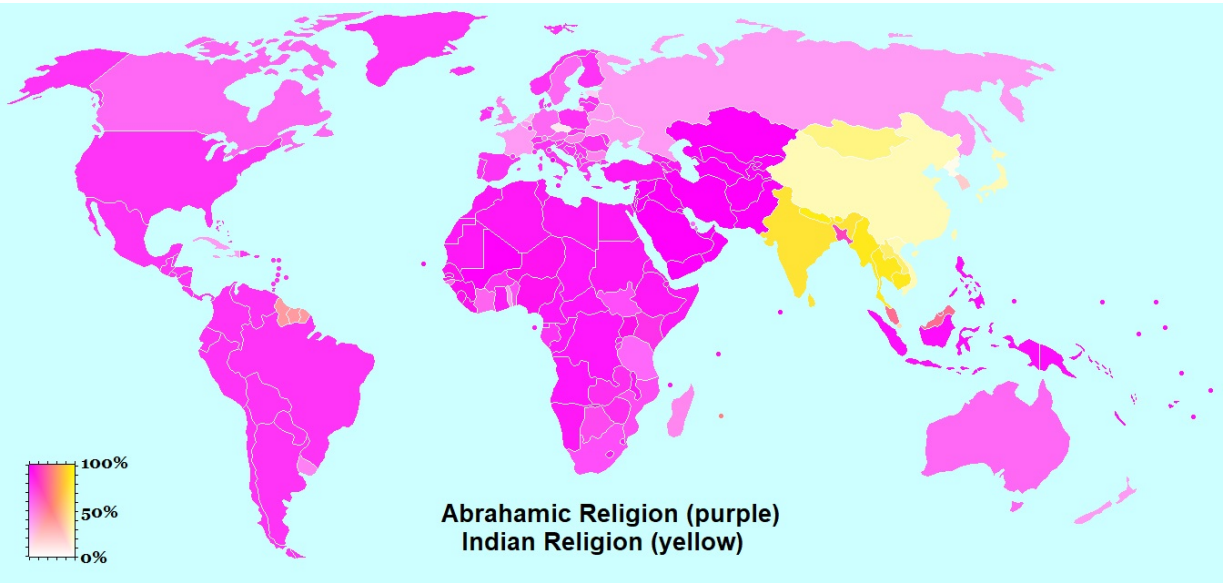 100%
50%
0%
Abrahamic Religion (purple)
Indian Religion (yellow)